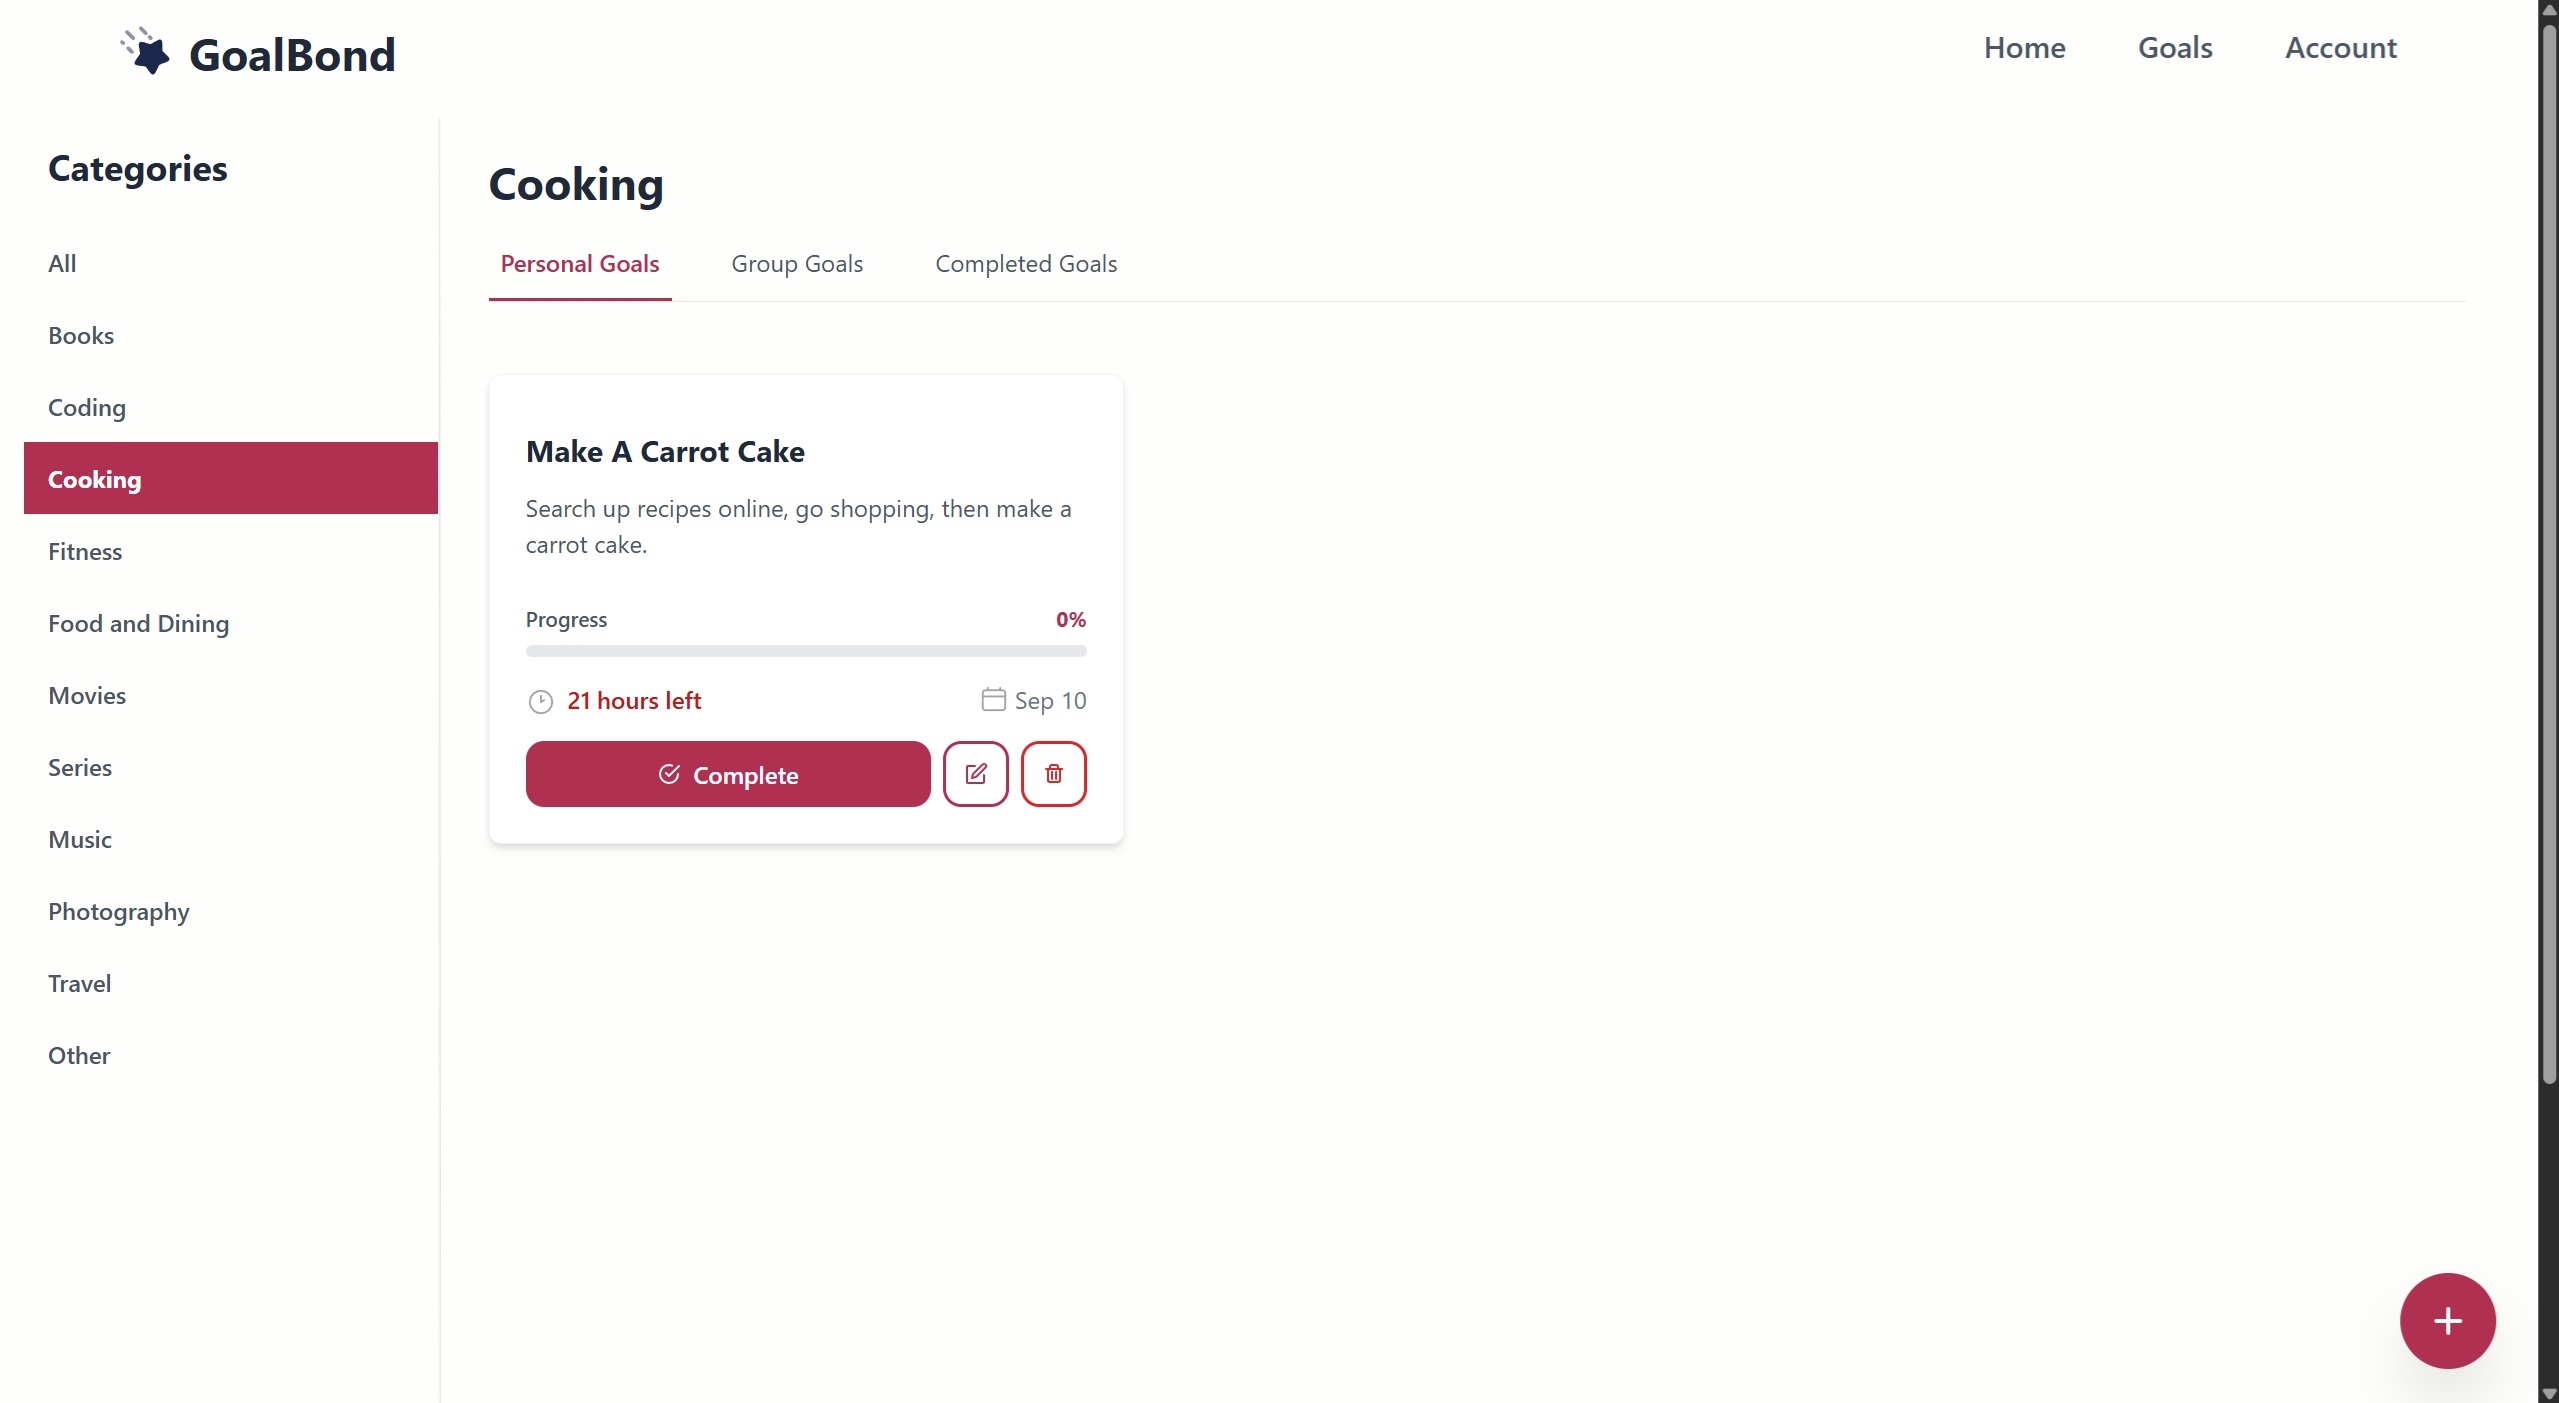 GoalBond
Home
Goals
Account
Categories
All
Books
Coding
Cooking
Fitness
Food and Dining
Movies
Series
Music
Photography
Travel
Other
Cooking
Personal Goals
Group Goals
Completed Goals
Make A Carrot Cake
Search up recipes online, go shopping, then make a
carrot cake.
Progress
0%
21 hours left
Sep 10
Complete